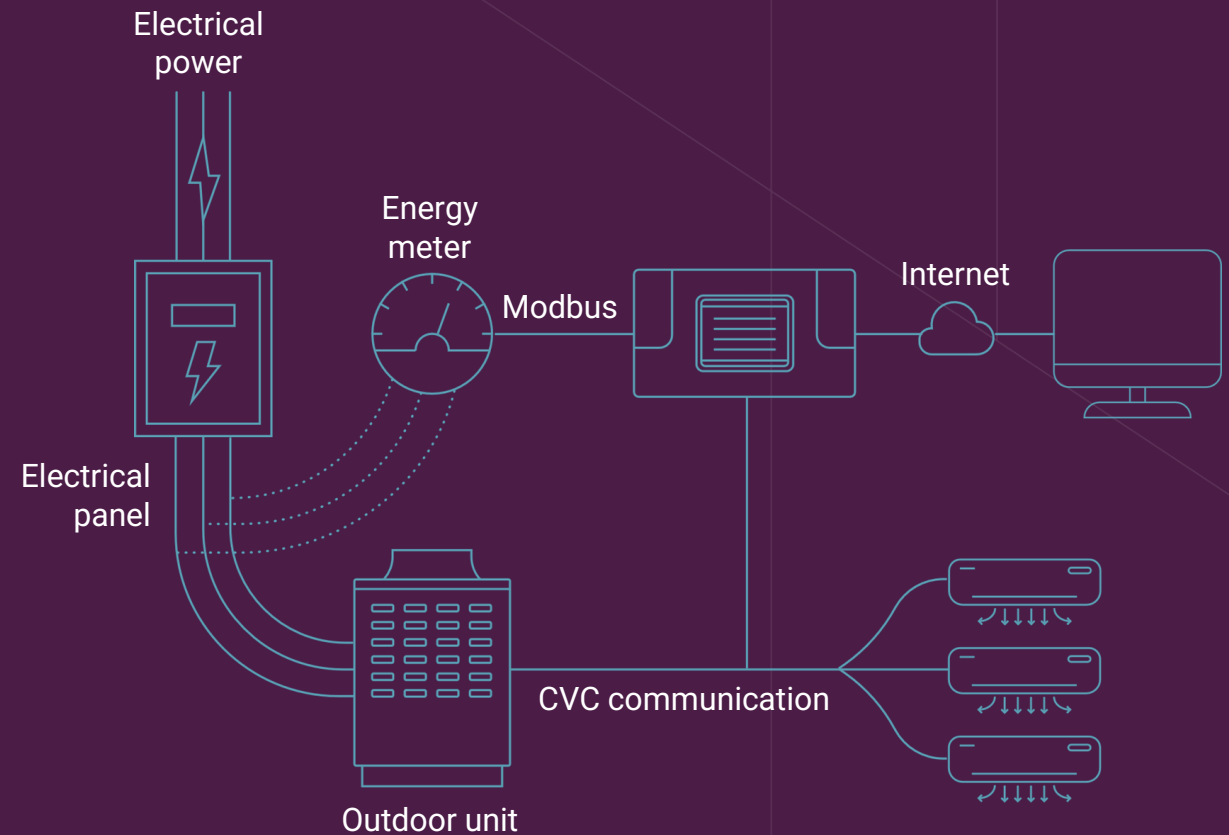 Electrical
power
Energy
meter
Modbus
Internet
Electrical
panel
CVC communication
Outdoor unit